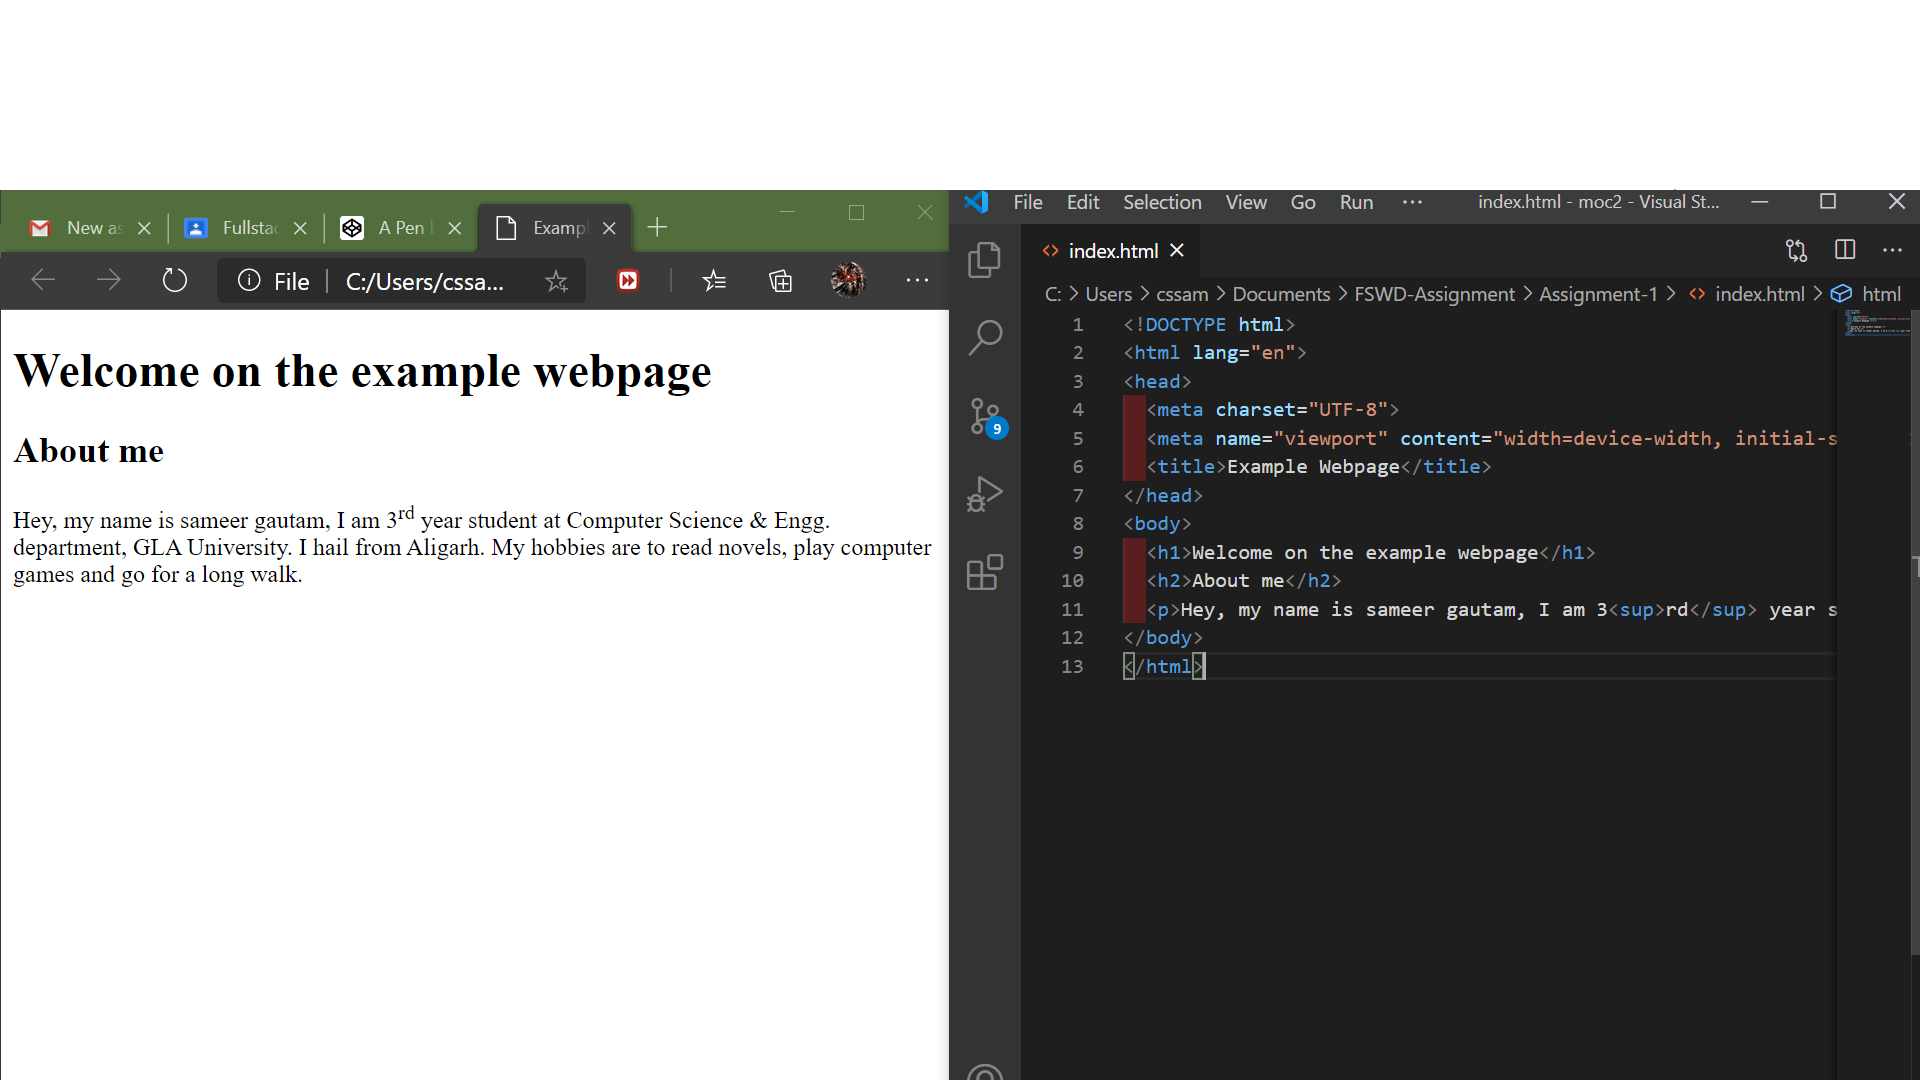 New as
Fullstac
A Pen b
Exampl
File
C:/Users/cssa...
Welcome on the example webpage
About me
Hey, my name is sameer gautam, I am 3rd year student at Computer Science & Engg.
department, GLA University. I hail from Aligarh. My hobbies are to read novels, play computer
games and go for a long walk.
File Edit Selection View Go Run ··· index.html - moc2 - Visual St...
index.html
C: > Users > cssam > Documents > FSWD-Assignment > Assignment-1 > <> index.html > html
9
1 <!DOCTYPE html>
2 <html lang="en">
3 <head>
4 <meta charset="UTF-8">
5 <meta name="viewport" content="width=device-width, initial-s
6 <title>Example Webpage</title>
7 </head>
8 <body>
9 <h1>Welcome on the example webpage</h1>
10 <h2>About me</h2>
11 <p>Hey, my name is sameer gautam, I am 3<sup>rd</sup> year s
12 </body>
13 </html>